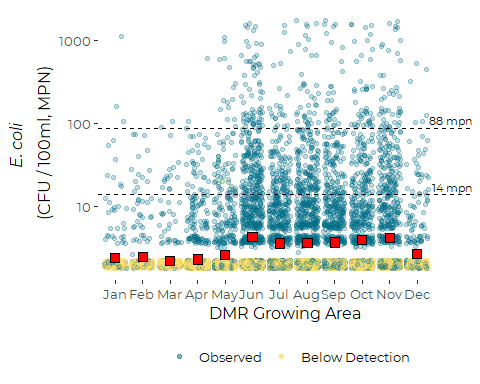 1000
100
10
E. coli
(CFU / 100ml, MPN)
88 mpn
14 mpn
Jan Feb Mar Apr May Jun Jul Aug Sep Oct Nov Dec
DMR Growing Area
Observed Below Detection